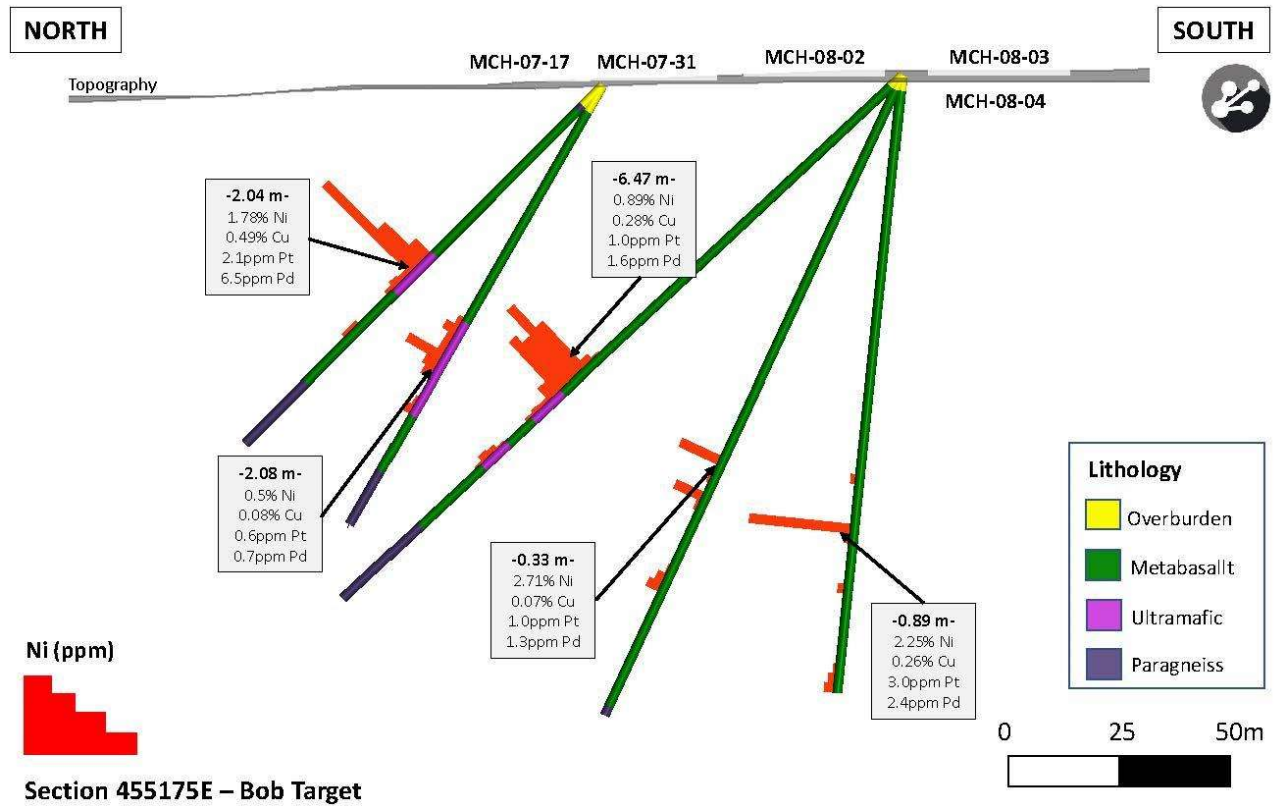 NORTH
SOUTH
MCH-07-17
MCH-07-31
MCH-08-02
MCH-08-03
Topography
MCH-08-04
-2.04 m-
1.78% Ni
0.49% Cu
2.1ppm Pt
6.5ppm Pd
-6.47 m-
0.89% Ni
0.28% Cu
1.0ppm Pt
1.6ppm Pd
-2.08 m-
0.5% Ni
0.08% Cu
0.6ppm Pt
0.7ppm Pd
-0.33 m-
2.71% Ni
0.07% Cu
1.0ppm Pt
1.3ppm Pd
-0.89 m-
2.25% Ni
0.26% Cu
3.0ppm Pt
2.4ppm Pd
Lithology
Overburden
Metabasallt
Ultramafic
Paragneiss
Ni (ppm)
0 25 50m
Section 455175E – Bob Target